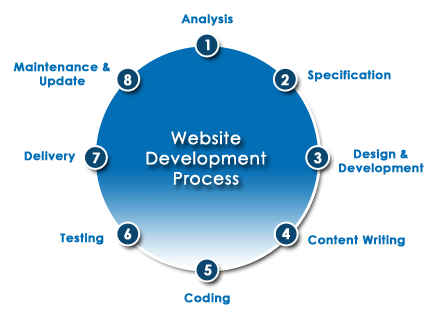 Analysis
1
2
Specification
3
Design &
Development
4
Content Writing
5
Coding
6
Testing
7
Delivery
8
Maintenance &
Update
Website
Development
Process